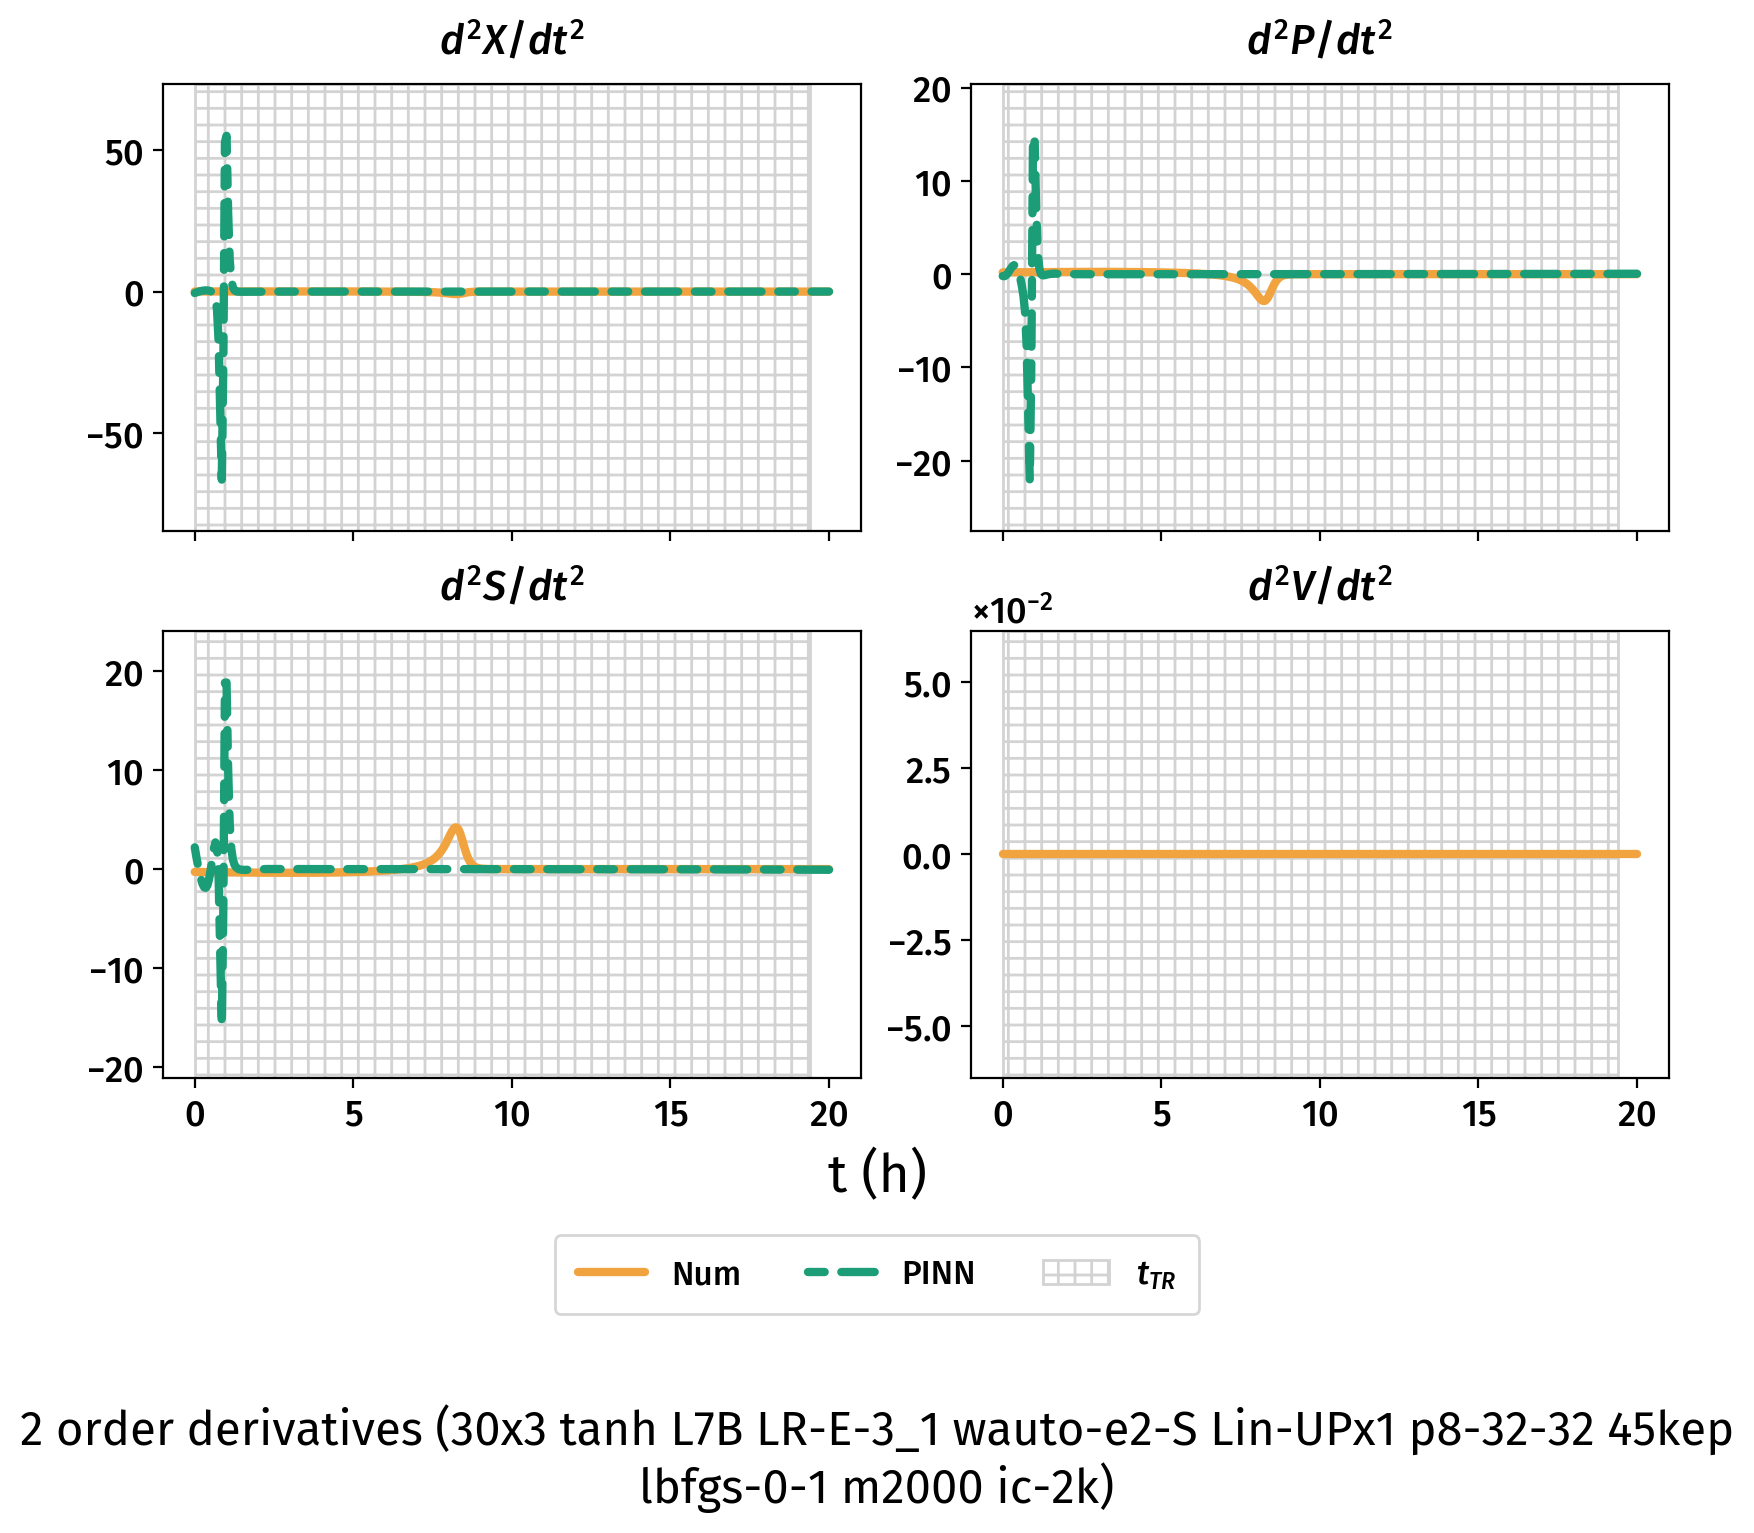 d²X/dt²
d²P/dt²
50
0
−50
20
10
0
−10
−20
d²S/dt²
d²V/dt²
×10⁻²
20
10
0
−10
−20
5.0
2.5
0.0
−2.5
−5.0
0 5 10 15 20
0 5 10 15 20
t (h)
Num PINN t_TR
2 order derivatives (30x3 tanh L7B LR-E-3_1 wauto-e2-S Lin-UPx1 p8-32-32 45kep
lbfgs-0-1 m2000 ic-2k)